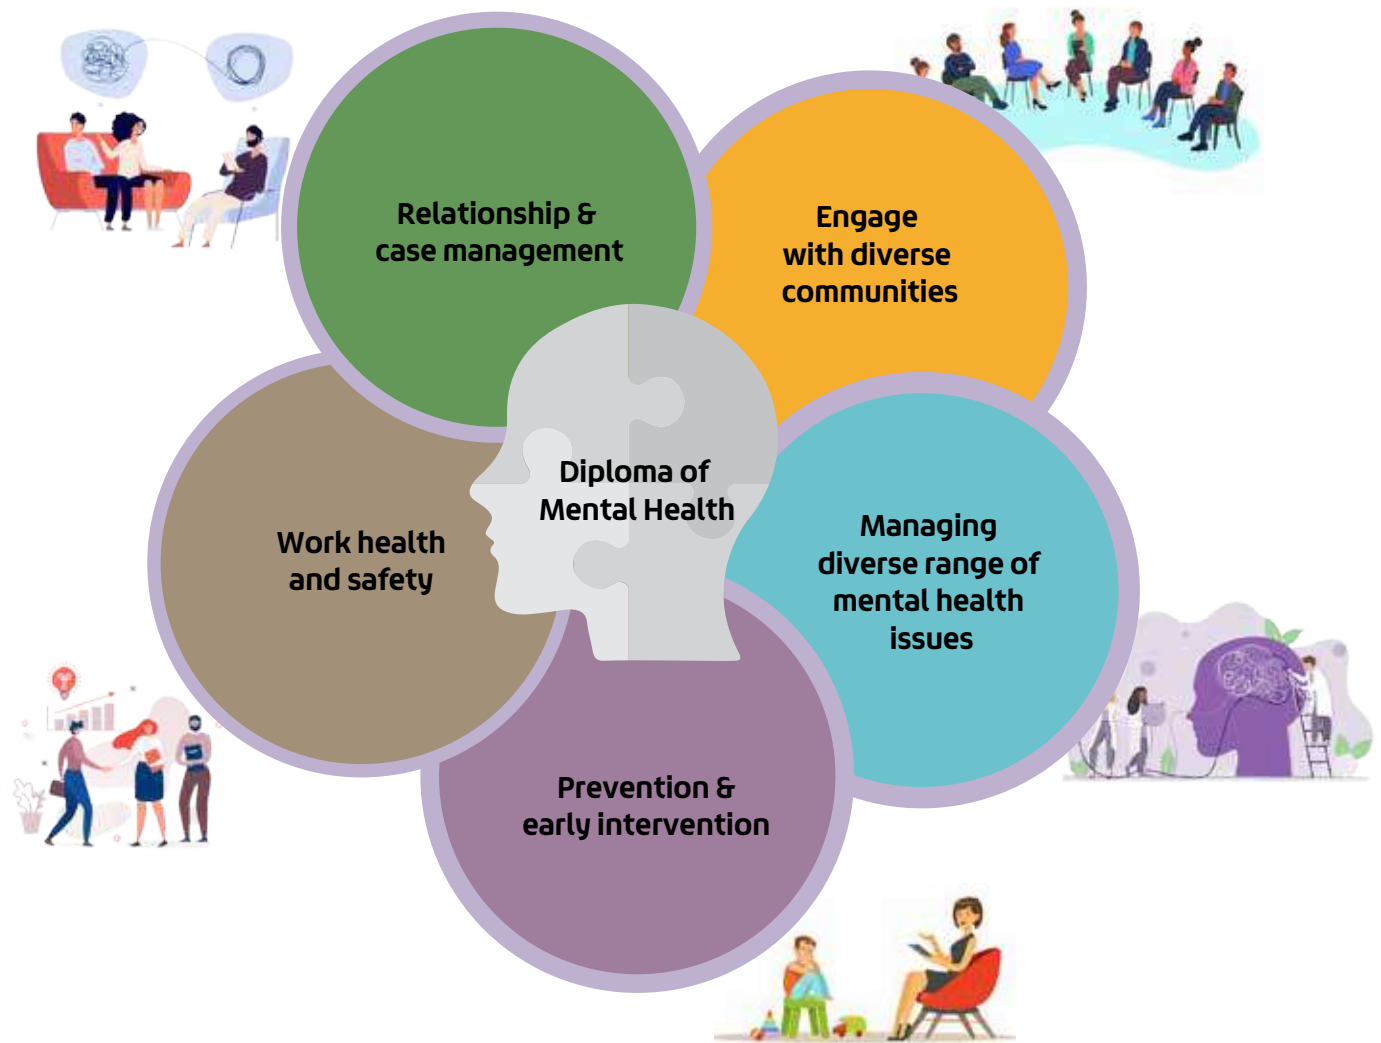 Relationship &
case management
Engage
with diverse
communities
Diploma of
Mental Health
Work health
and safety
Managing
diverse range of
mental health
issues
Prevention &
early intervention